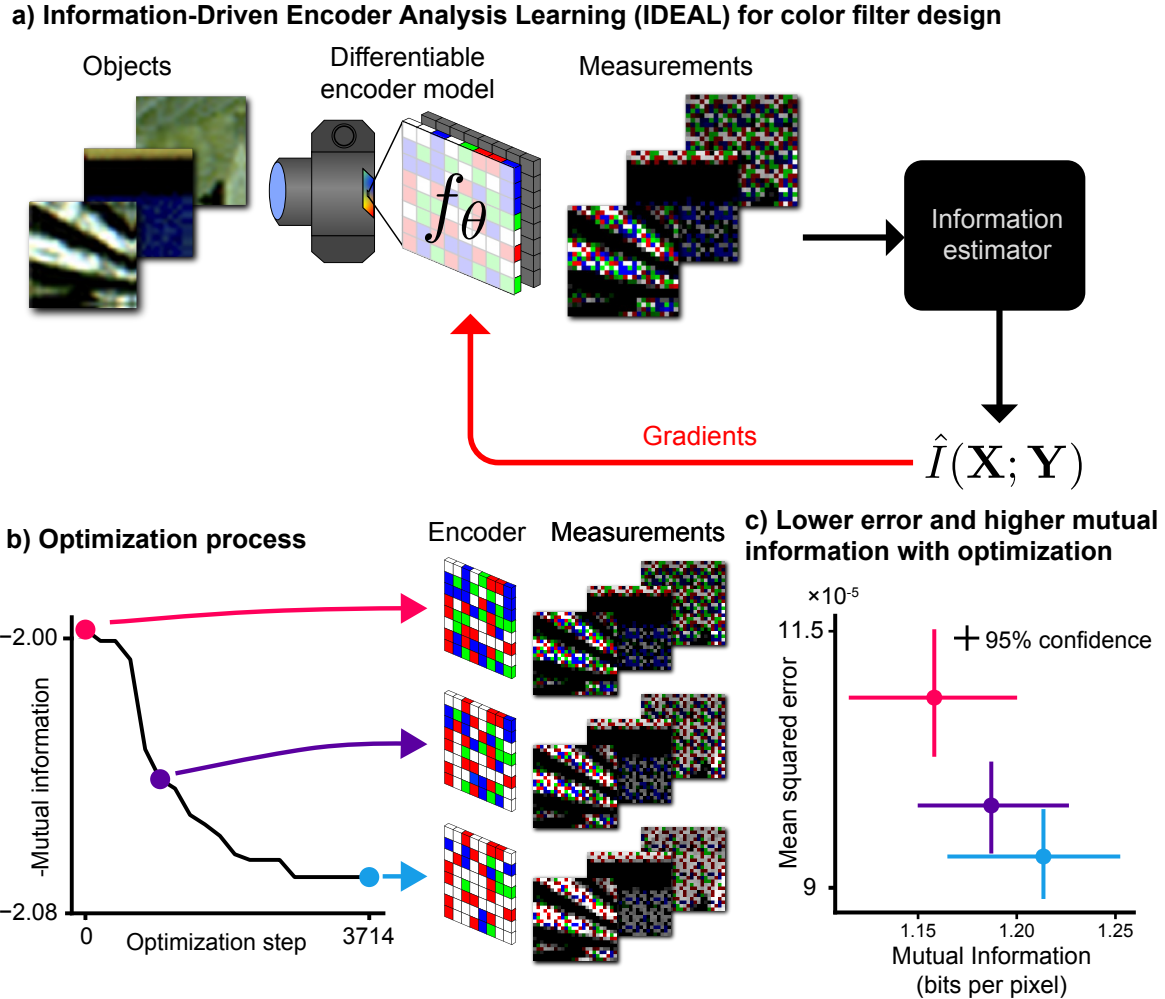 a) Information-Driven Encoder Analysis Learning (IDEAL) for color filter design
Objects
Differentiable
encoder model
Measurements
fθ
Information
estimator
Gradients
Î(X; Y)
b) Optimization process
Encoder
Measurements
−2.00
-Mutual information
−2.08
0
Optimization step
3714
c) Lower error and higher mutual
information with optimization
×10⁻⁵
11.5
95% confidence
Mean squared error
9
1.15
1.20
1.25
Mutual Information
(bits per pixel)